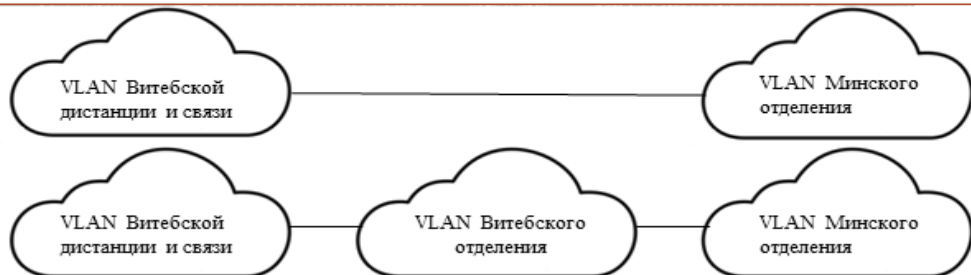 VLAN Витебской
дистанции и связи
VLAN Минского
отделения
VLAN Витебской
дистанции и связи
VLAN Витебского
отделения
VLAN Минского
отделения